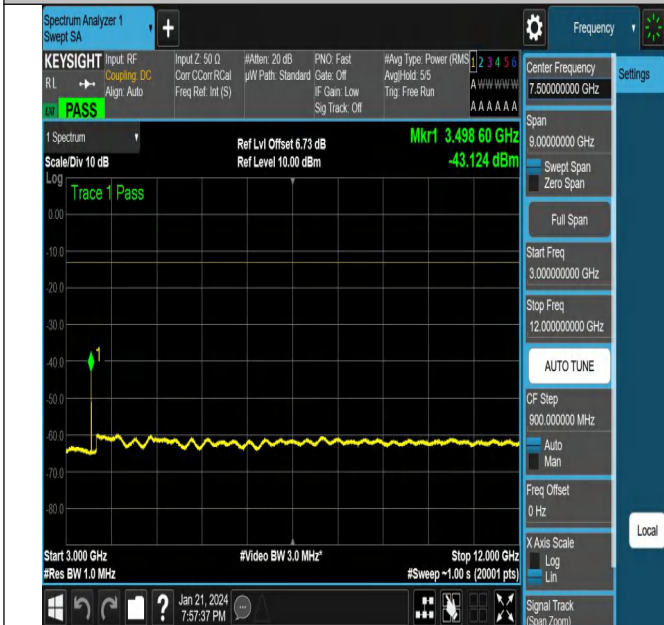 Spectrum Analyzer 1
Swept SA
Frequency
KEYSIGHT
RL
LXI PASS
Input: RF
Coupling: DC
Align: Auto
Input Z: 50 Ω
Corr CCorr RCal
Freq Ref: Int (S)
#Atten: 20 dB
µW Path: Standard
PNO: Fast
Gate: Off
IF Gain: Low
Sig Track: Off
#Avg Type: Power (RMS
Avg|Hold: 5/5
Trig: Free Run
1 2 3 4 5 6
A W W W W W
A A A A A A
1 Spectrum
Scale/Div 10 dB
Log
Ref Lvl Offset 6.73 dB
Ref Level 10.00 dBm
Mkr1 3.498 60 GHz
-43.124 dBm
Trace 1 Pass
0.00
-10.0
-20.0
-30.0
-40.0
-50.0
-60.0
-70.0
-80.0
1
Start 3.000 GHz
#Res BW 1.0 MHz
#Video BW 3.0 MHz*
Stop 12.000 GHz
#Sweep ~1.00 s (20001 pts)
Jan 21, 2024
7:57:37 PM
Center Frequency
7.500000000 GHz
Settings
Span
9.00000000 GHz
Swept Span
Zero Span
Full Span
Start Freq
3.000000000 GHz
Stop Freq
12.000000000 GHz
AUTO TUNE
CF Step
900.000000 MHz
Auto
Man
Freq Offset
0 Hz
X Axis Scale
Log
Lin
Local
Signal Track
(Span Zoom)